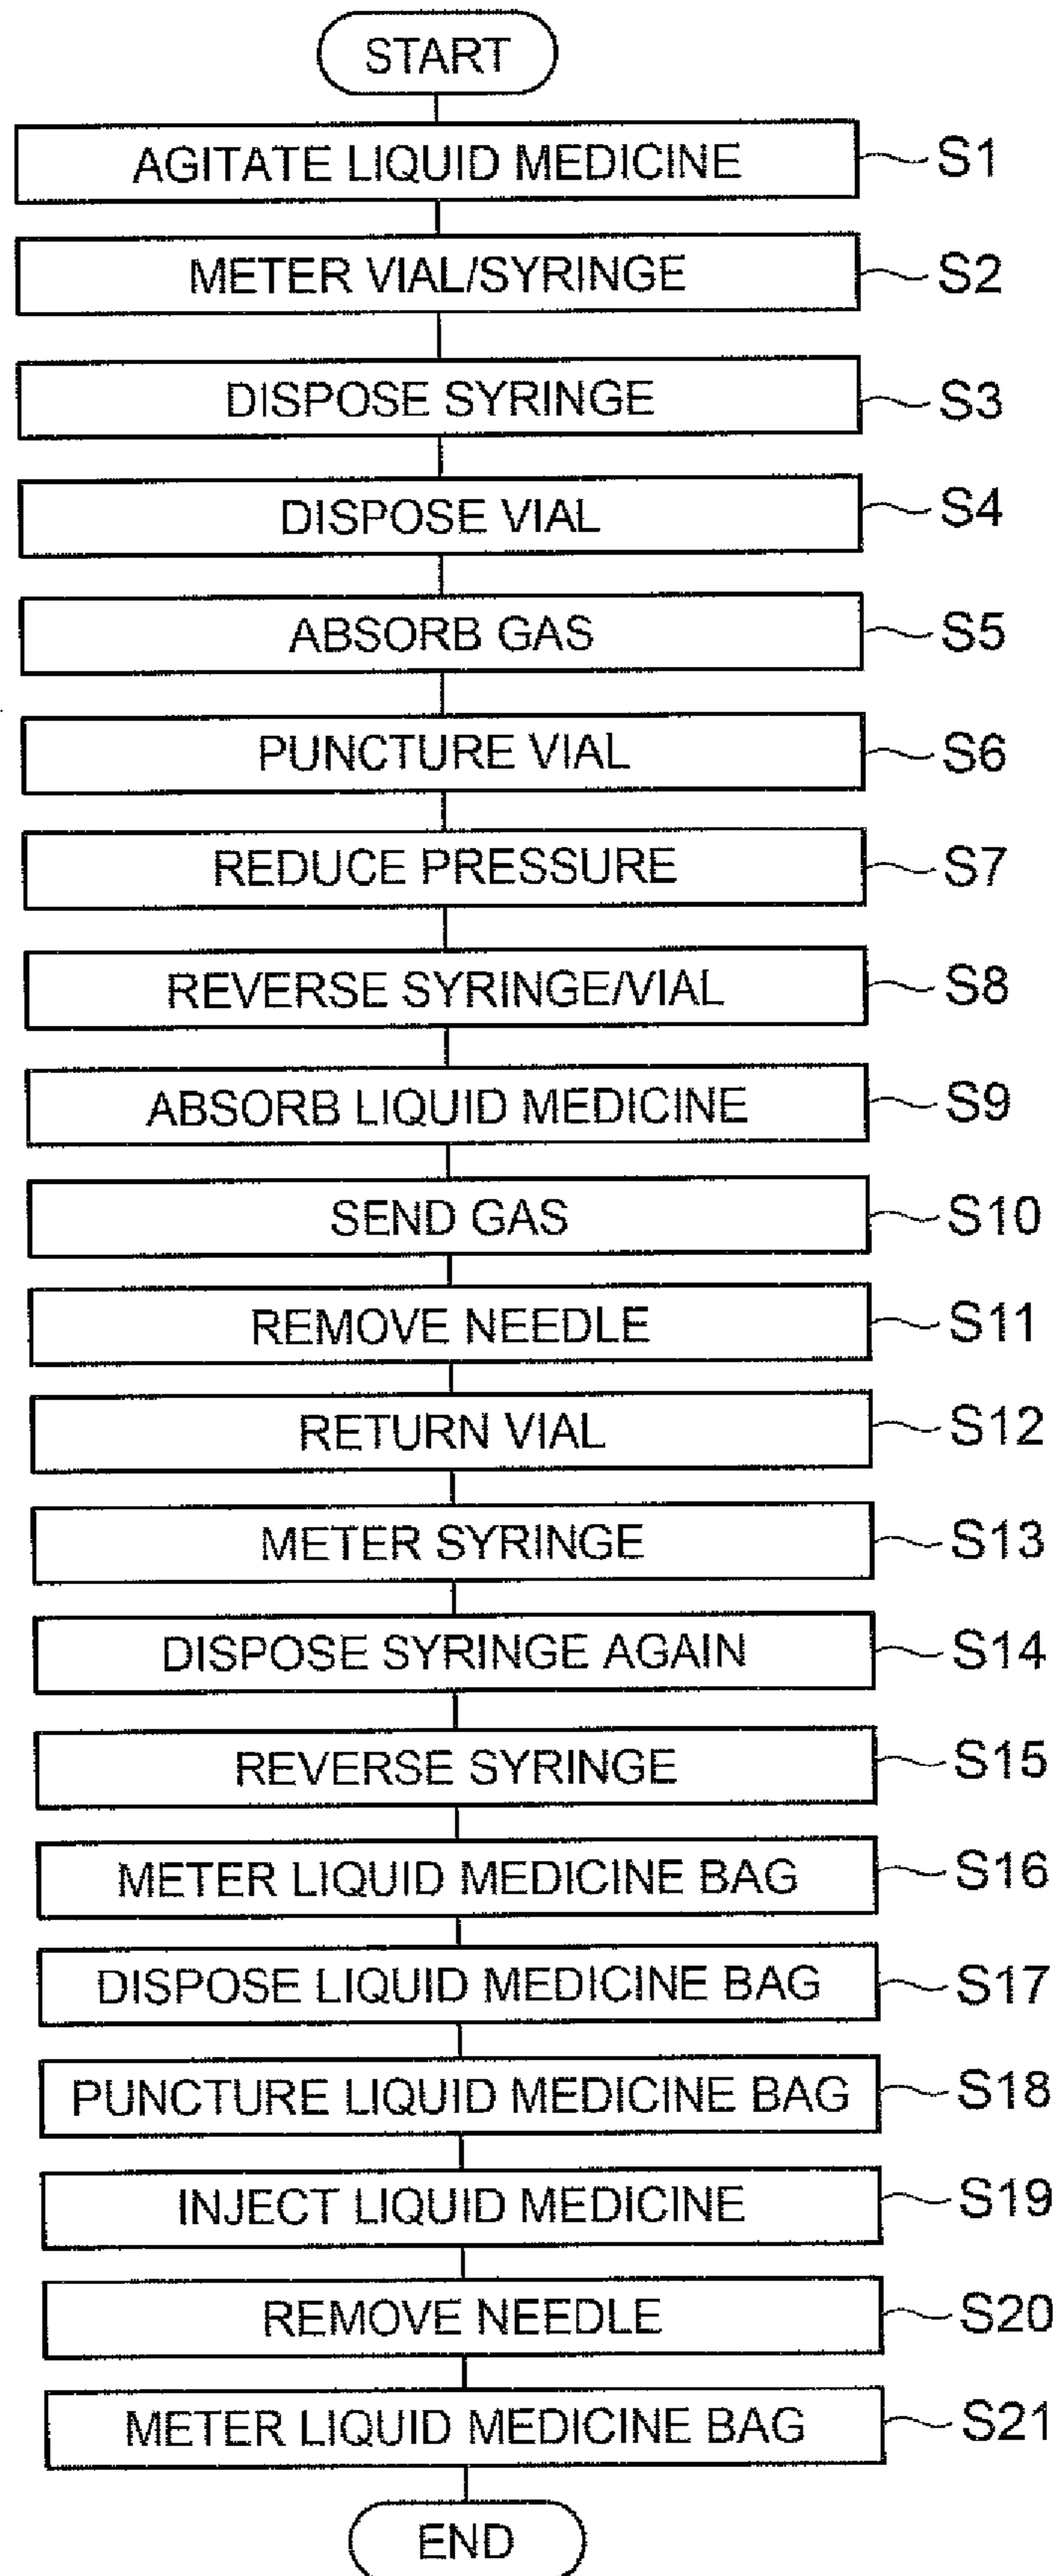 START
AGITATE LIQUID MEDICINE S1
METER VIAL/SYRINGE S2
DISPOSE SYRINGE S3
DISPOSE VIAL S4
ABSORB GAS S5
PUNCTURE VIAL S6
REDUCE PRESSURE S7
REVERSE SYRINGE/VIAL S8
ABSORB LIQUID MEDICINE S9
SEND GAS S10
REMOVE NEEDLE S11
RETURN VIAL S12
METER SYRINGE S13
DISPOSE SYRINGE AGAIN S14
REVERSE SYRINGE S15
METER LIQUID MEDICINE BAG S16
DISPOSE LIQUID MEDICINE BAG S17
PUNCTURE LIQUID MEDICINE BAG S18
INJECT LIQUID MEDICINE S19
REMOVE NEEDLE S20
METER LIQUID MEDICINE BAG S21
END